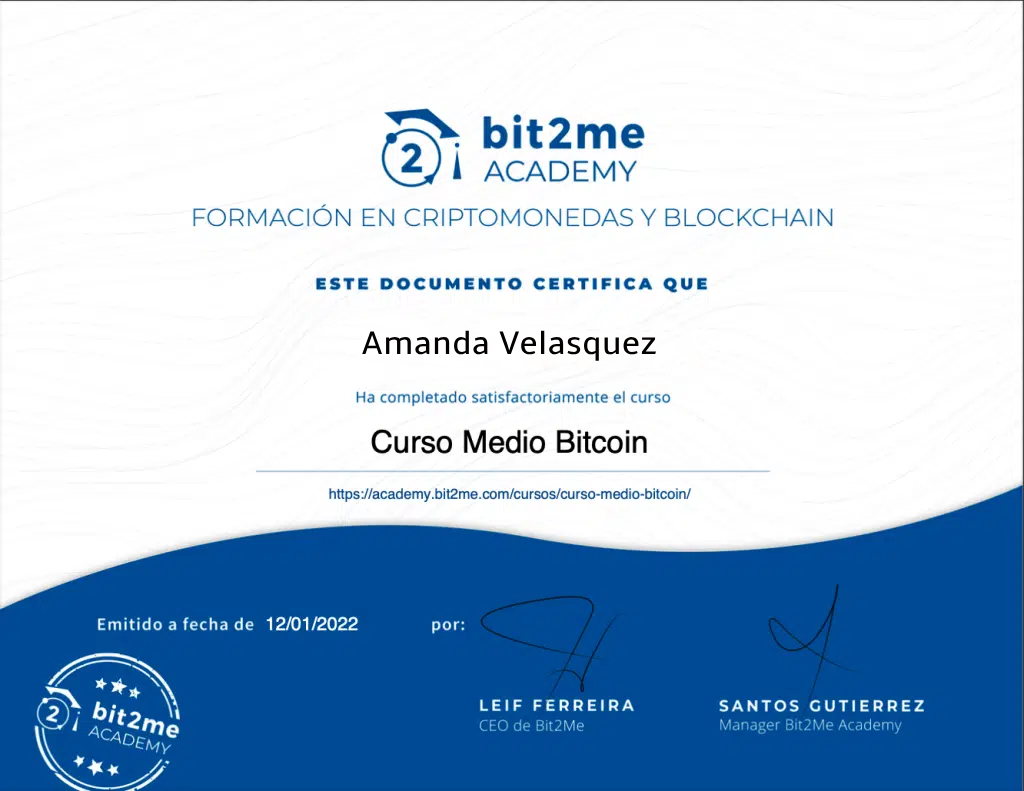 2
bit2me
ACADEMY
FORMACIÓN EN CRIPTOMONEDAS Y BLOCKCHAIN
ESTE DOCUMENTO CERTIFICA QUE
Amanda Velasquez
Ha completado satisfactoriamente el curso
Curso Medio Bitcoin
https://academy.bit2me.com/cursos/curso-medio-bitcoin/
Emitido a fecha de 12/01/2022 por:
LEIF FERREIRA
CEO de Bit2Me
SANTOS GUTIERREZ
Manager Bit2Me Academy
2
bit2me
ACADEMY